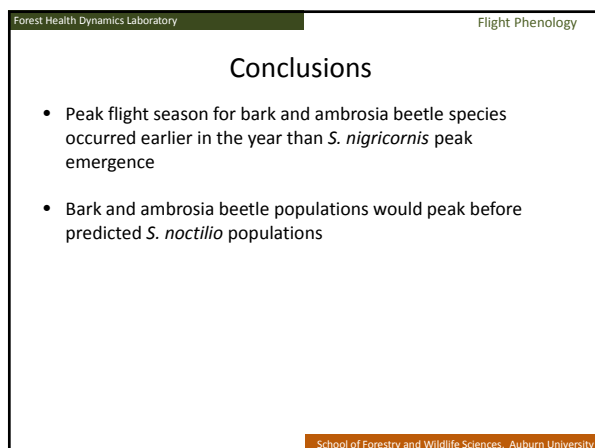 Forest Health Dynamics Laboratory
Flight Phenology
Conclusions
• Peak flight season for bark and ambrosia beetle species
occurred earlier in the year than S. nigricornis peak
emergence
• Bark and ambrosia beetle populations would peak before
predicted S. noctilio populations
School of Forestry and Wildlife Sciences, Auburn University